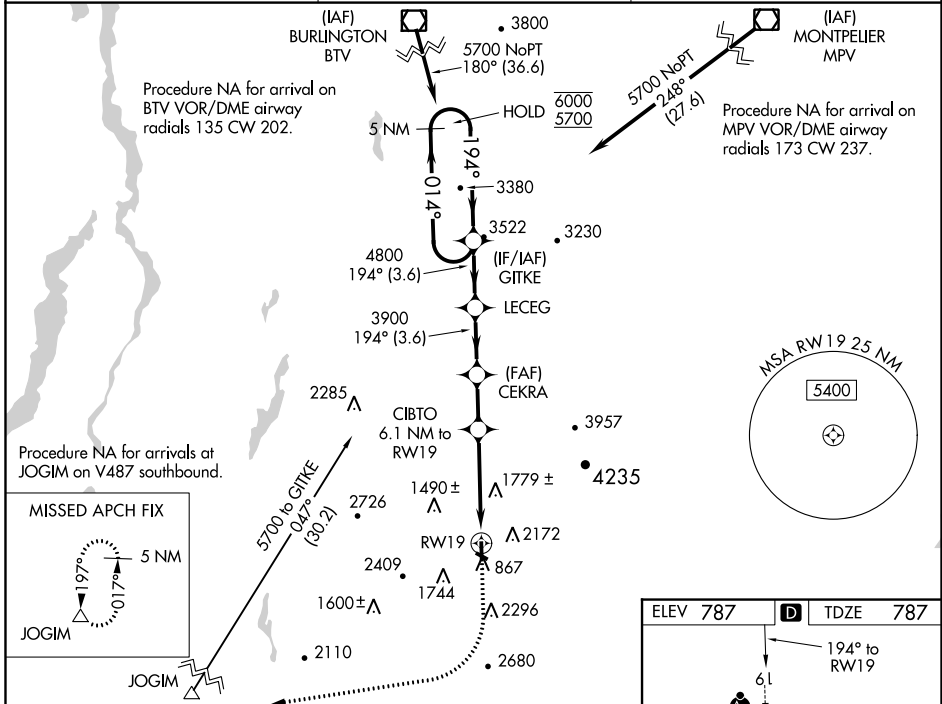 (IAF)
BURLINGTON
BTV
3800
5700 NoPT
180° (36.6)
(IAF)
MONTPELIER
MPV
5700 NoPT
248°
(27.6)
Procedure NA for arrival on
BTV VOR/DME airway
radials 135 CW 202.
Procedure NA for arrival on
MPV VOR/DME airway
radials 173 CW 237.
HOLD
6000
5700
5 NM
194°
014°
3380
3522
3230
(IF/IAF)
GITKE
4800
194° (3.6)
LECEG
3900
194° (3.6)
(FAF)
CEKRA
MSA RW19 25 NM
5400
2285
CIBTO
6.1 NM to
RW19
3957
4235
Procedure NA for arrivals at
JOGIM on V487 southbound.
5700 to GITKE
047°
(30.2)
1490 ±
1779 ±
2726
2172
RW19
867
2409
1744
1600 ±
2296
2110
2680
MISSED APCH FIX
5 NM
197°
017°
JOGIM
JOGIM
ELEV 787
D
TDZE 787
194° to
RW19
19